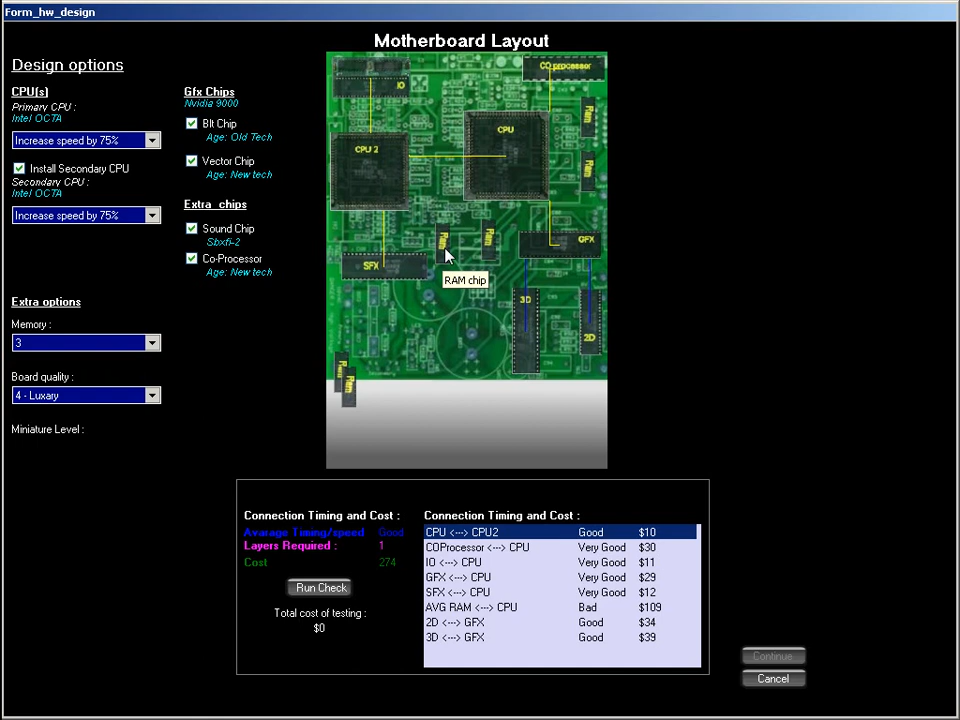 Form_hw_design
Motherboard Layout
Design options
CPU(s)
Primary CPU :
Intel OCTA
Increase speed by 75%
Install Secondary CPU
Secondary CPU :
Intel OCTA
Increase speed by 75%
Gfx Chips
Nvidia 9000
Blt Chip
Age: Old Tech
Vector Chip
Age: New tech
Extra chips
Sound Chip
Sbxfi-2
Co-Processor
Age: New tech
Extra options
Memory :
3
Board quality :
4 - Luxary
Miniature Level :
IO
CO processor
Ram
CPU 2
CPU
Ram
Ram
Ram
GFX
SFX
RAM chip
3D
2D
Ram
Connection Timing and Cost :
Avarage Timing/speed Good
Layers Required : 1
Cost 274
Run Check
Total cost of testing :
$0
Connection Timing and Cost :
CPU <--> CPU2 Good $10
COProcessor <--> CPU Very Good $30
IO <--> CPU Very Good $11
GFX <--> CPU Very Good $29
SFX <--> CPU Very Good $12
AVG RAM <--> CPU Bad $109
2D <--> GFX Good $34
3D <--> GFX Good $39
Continue
Cancel